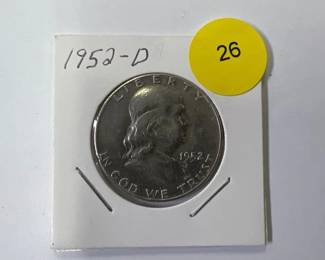 1952-D
26
LIBERTY
1952
IN GOD WE TRUST